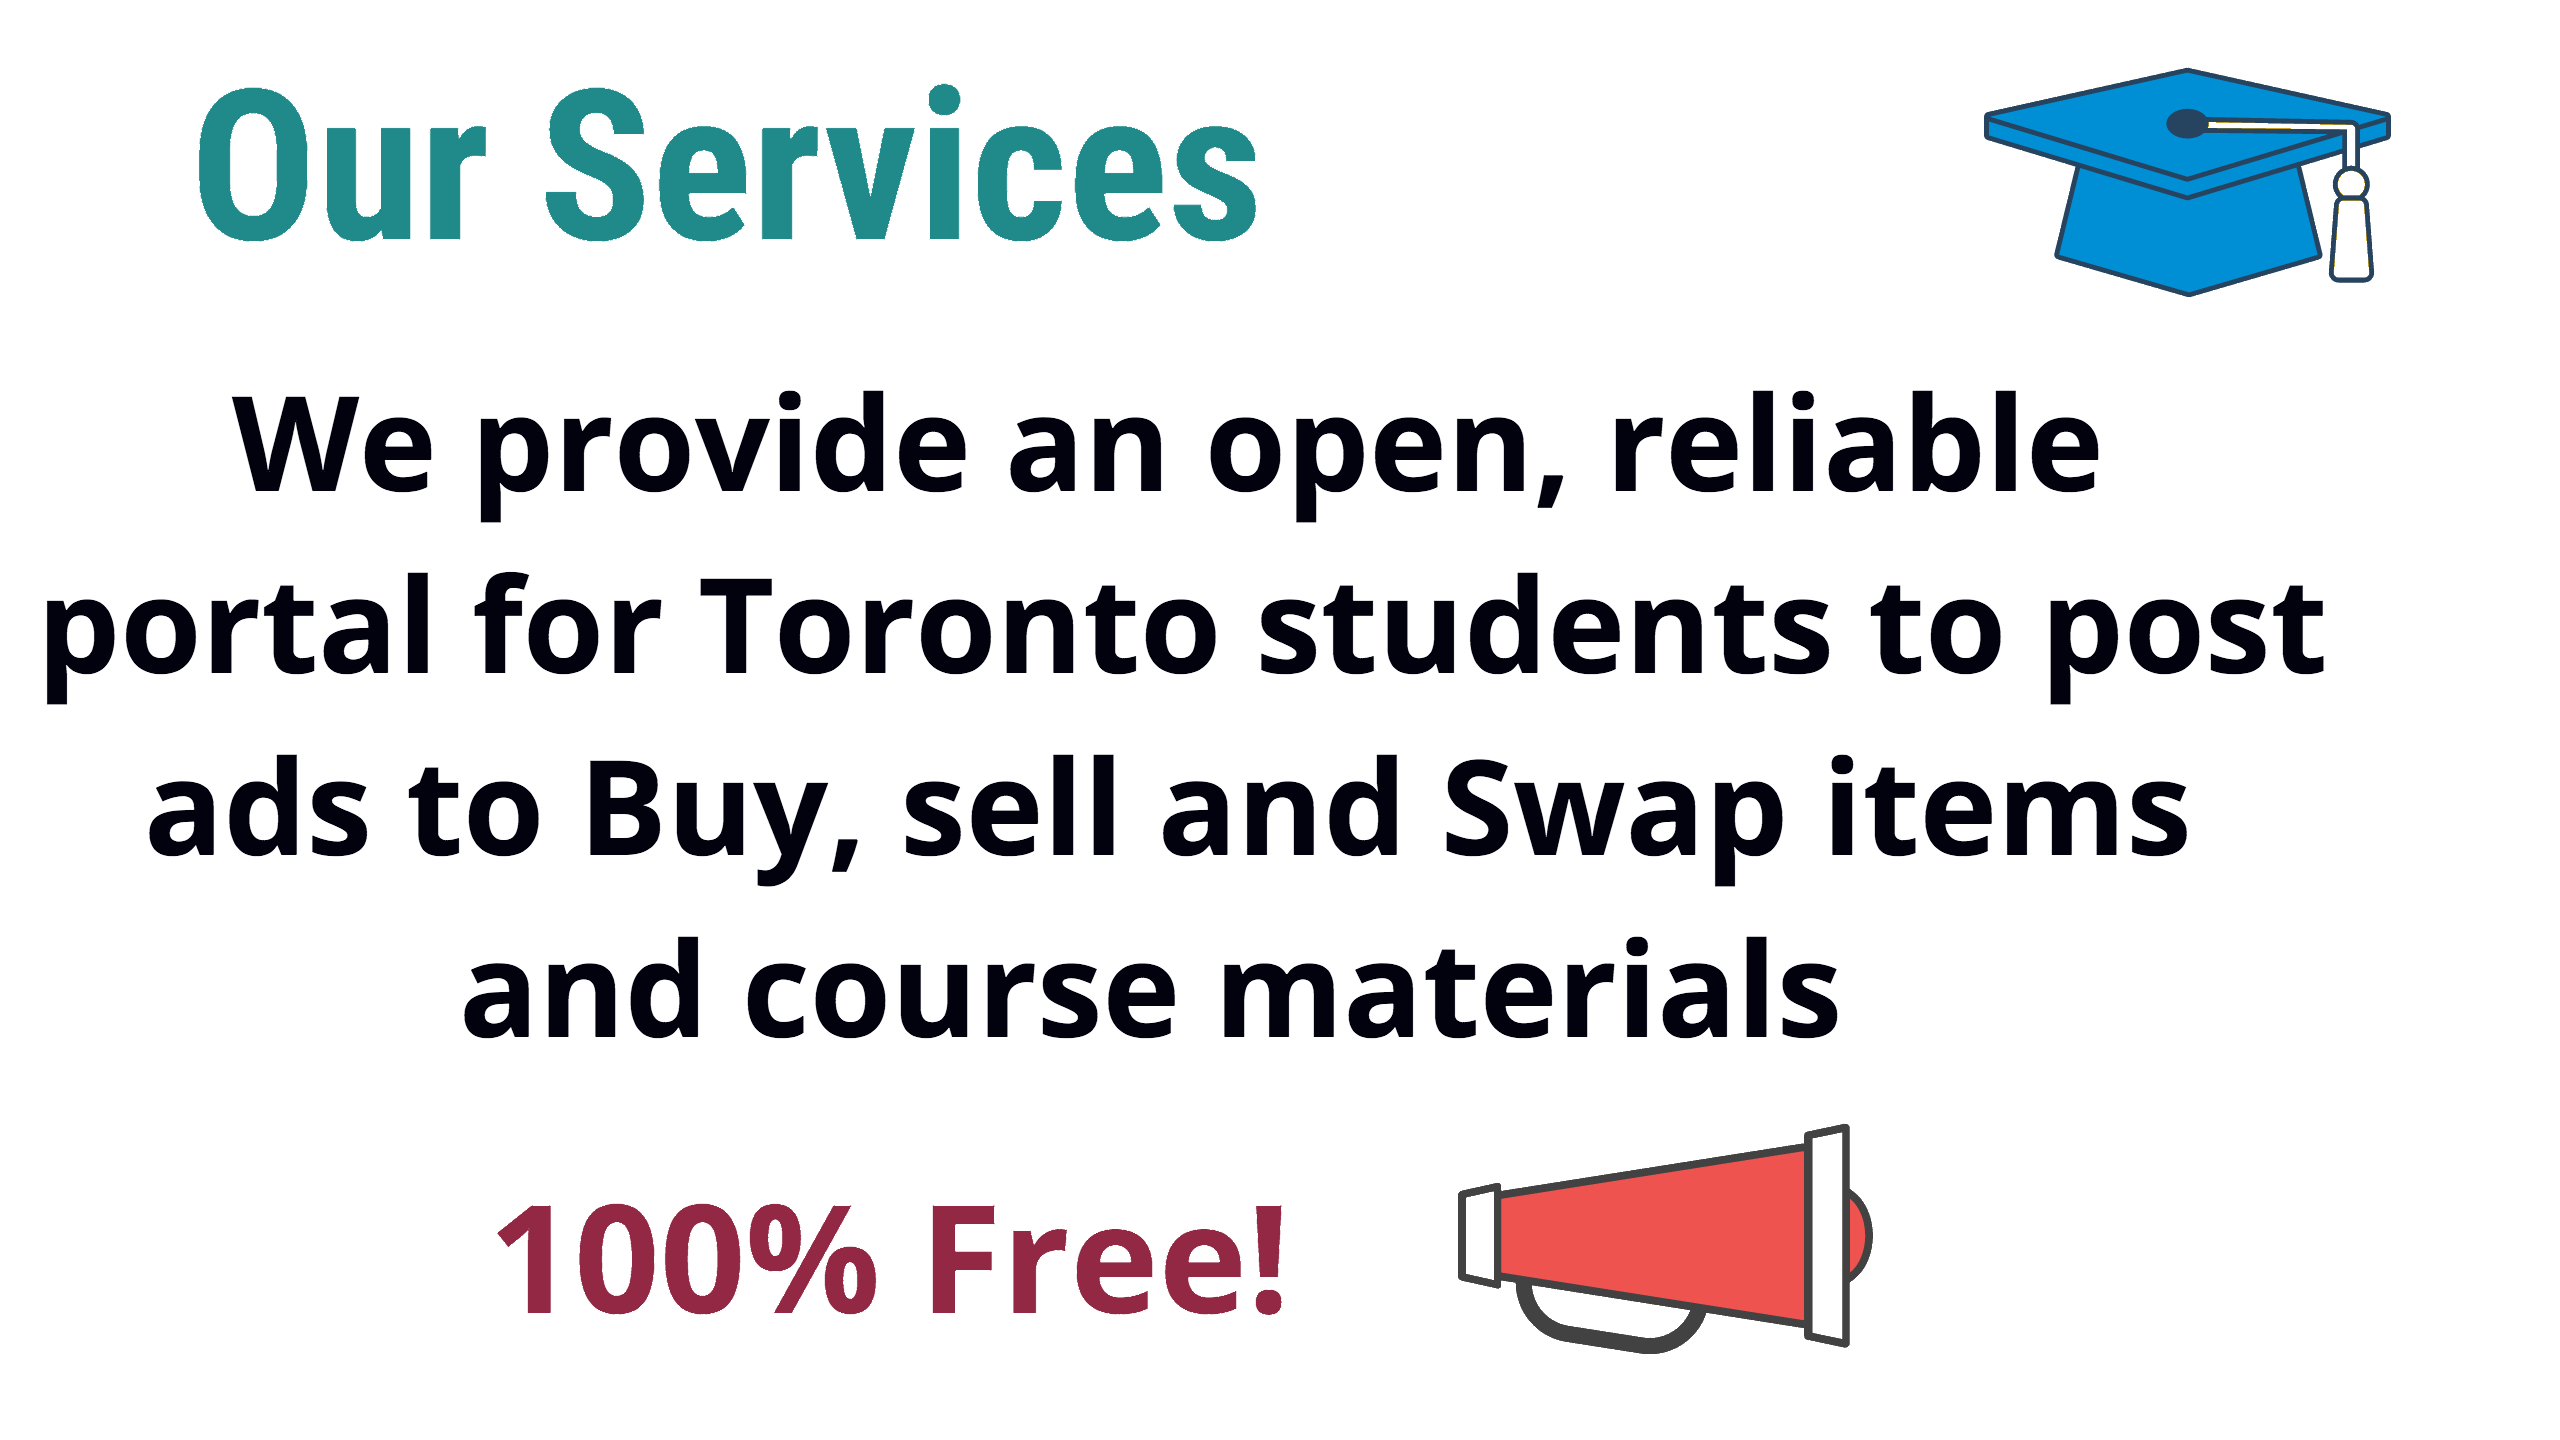 Our Services
We provide an open, reliable
portal for Toronto students to post
ads to Buy, sell and Swap items
and course materials
100% Free!